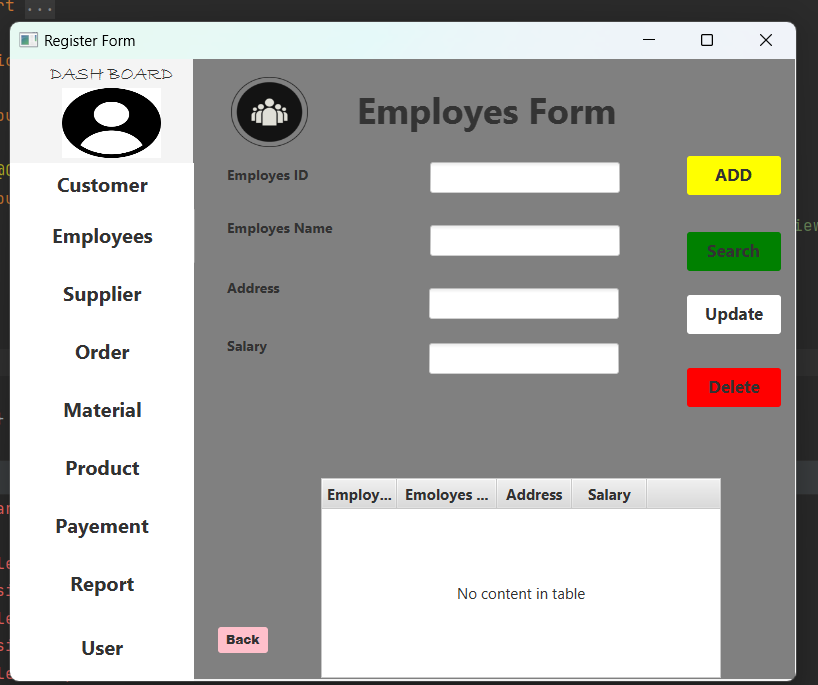 Register Form
DASH BOARD
Customer
Employees
Supplier
Order
Material
Product
Payement
Report
User
Employes Form
Employes ID
Employes Name
Address
Salary
ADD
Search
Update
Delete
Employ... Emoloyes ... Address Salary
No content in table
Back